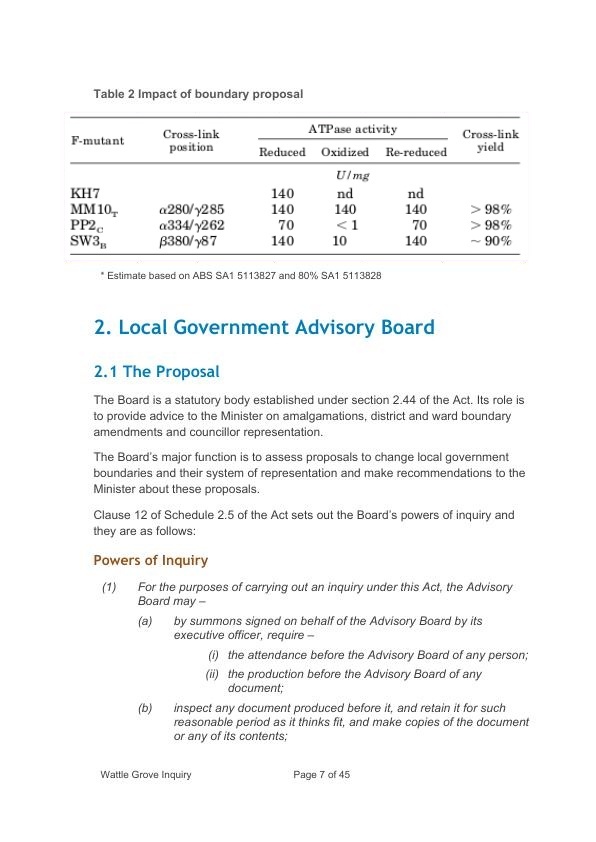 Table 2 Impact of boundary proposal
F-mutant Cross-link position ATPase activity Cross-link yield
Reduced Oxidized Re-reduced
U/mg
KH7 140 nd nd
MM10T α280/γ285 140 140 140 > 98%
PP2C α334/γ262 70 < 1 70 > 98%
SW3B β380/γ87 140 10 140 ~ 90%
* Estimate based on ABS SA1 5113827 and 80% SA1 5113828
2. Local Government Advisory Board
2.1 The Proposal
The Board is a statutory body established under section 2.44 of the Act. Its role is
to provide advice to the Minister on amalgamations, district and ward boundary
amendments and councillor representation.
The Board's major function is to assess proposals to change local government
boundaries and their system of representation and make recommendations to the
Minister about these proposals.
Clause 12 of Schedule 2.5 of the Act sets out the Board's powers of inquiry and
they are as follows:
Powers of Inquiry
(1) For the purposes of carrying out an inquiry under this Act, the Advisory
Board may –
(a) by summons signed on behalf of the Advisory Board by its
executive officer, require –
(i) the attendance before the Advisory Board of any person;
(ii) the production before the Advisory Board of any
document;
(b) inspect any document produced before it, and retain it for such
reasonable period as it thinks fit, and make copies of the document
or any of its contents;
Wattle Grove Inquiry Page 7 of 45